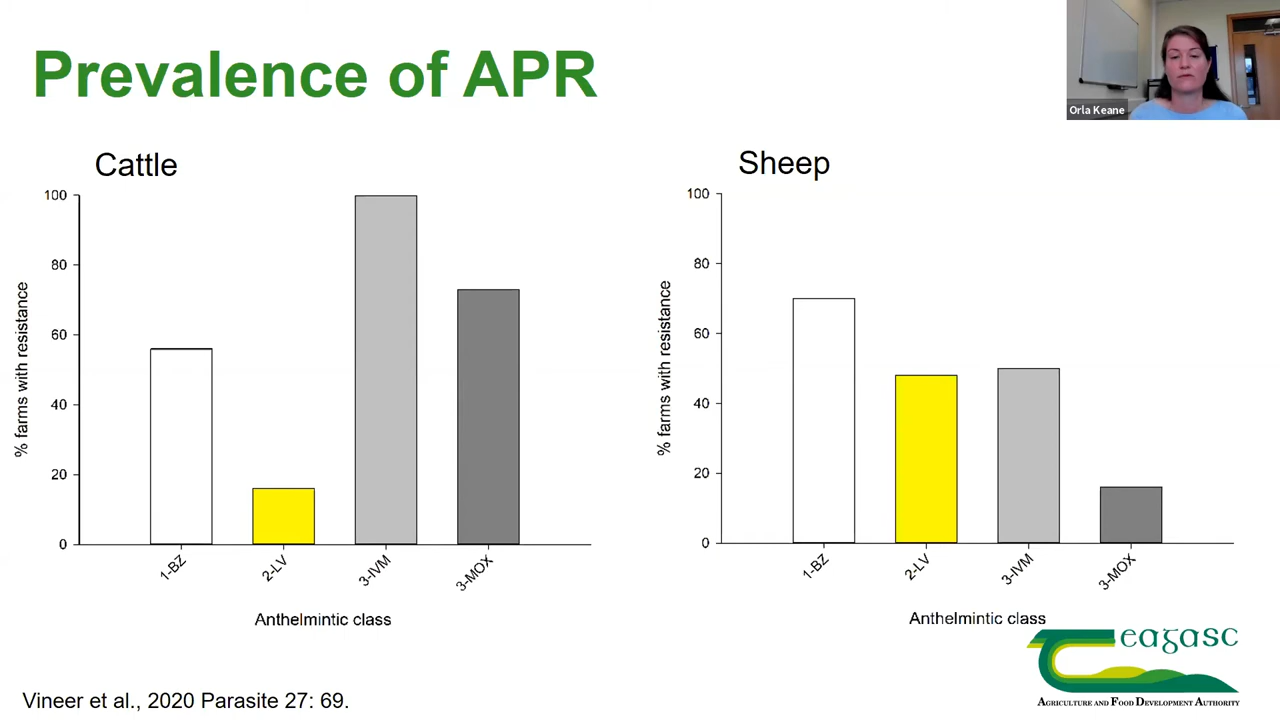 Prevalence of APR
Orla Keane
Cattle
100
80
60
40
20
0
% farms with resistance
1-BZ
2-LV
3-IVM
3-MOX
Anthelmintic class
Sheep
100
80
60
40
20
0
% farms with resistance
1-BZ
2-LV
3-IVM
3-MOX
Anthelmintic class
Teagasc
AGRICULTURE AND FOOD DEVELOPMENT AUTHORITY
Vineer et al., 2020 Parasite 27: 69.